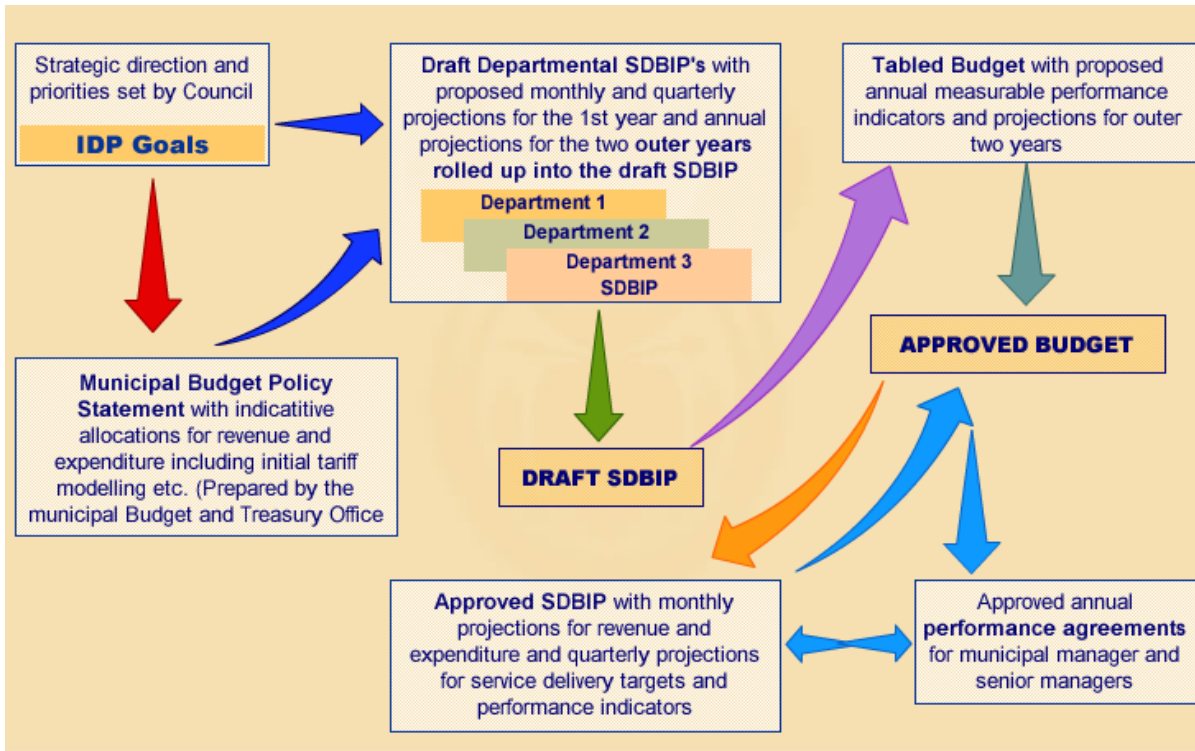 Strategic direction and
priorities set by Council
IDP Goals
Draft Departmental SDBIP's with
proposed monthly and quarterly
projections for the 1st year and annual
projections for the two outer years
rolled up into the draft SDBIP
Department 1
Department 2
Department 3
SDBIP
Tabled Budget with proposed
annual measurable performance
indicators and projections for outer
two years
Municipal Budget Policy
Statement with indicatitive
allocations for revenue and
expenditure including initial tariff
modelling etc. (Prepared by the
municipal Budget and Treasury Office
DRAFT SDBIP
APPROVED BUDGET
Approved SDBIP with monthly
projections for revenue and
expenditure and quarterly projections
for service delivery targets and
performance indicators
Approved annual
performance agreements
for municipal manager and
senior managers